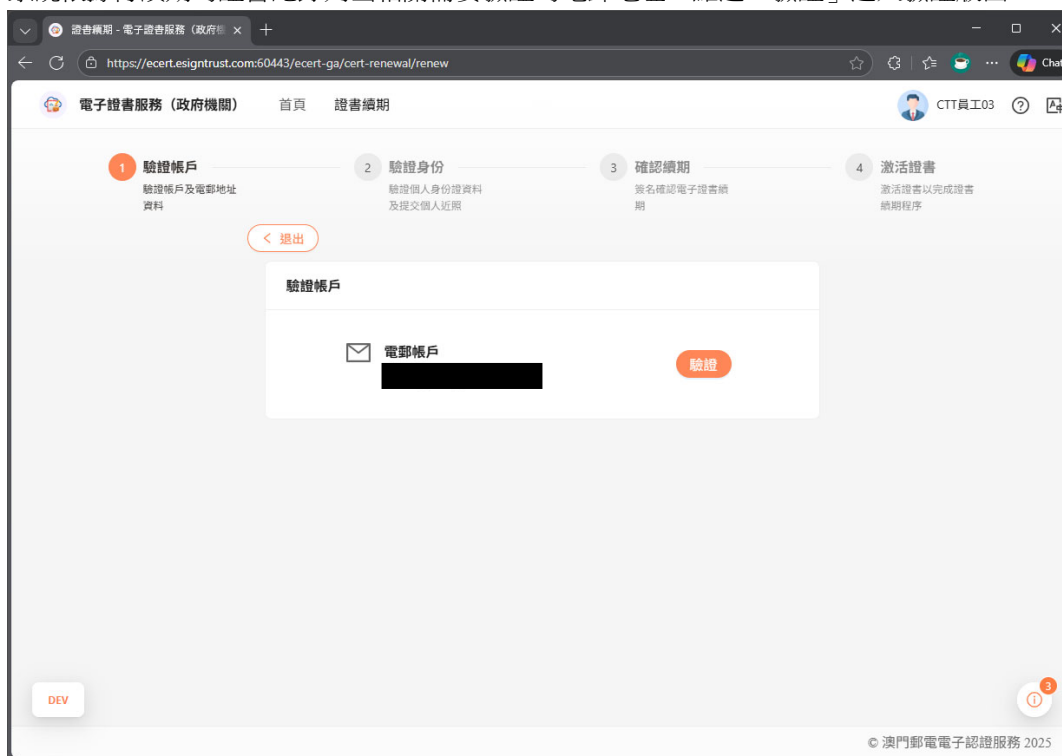 證書續期 - 電子證書服務（政府機
https://ecert.esigntrust.com:60443/ecert-ga/cert-renewal/renew
Chat
電子證書服務（政府機關） 首頁 證書續期 CTT員工03
1 驗證帳戶 2 驗證身份 3 確認續期 4 激活證書
驗證帳戶及電郵地址 驗證個人身份證資料 簽名確認電子證書續 激活證書以完成證書
資料 及提交個人近照 期 續期程序
< 退出
驗證帳戶
電郵帳戶
驗證
DEV
3
© 澳門郵電電子認證服務 2025